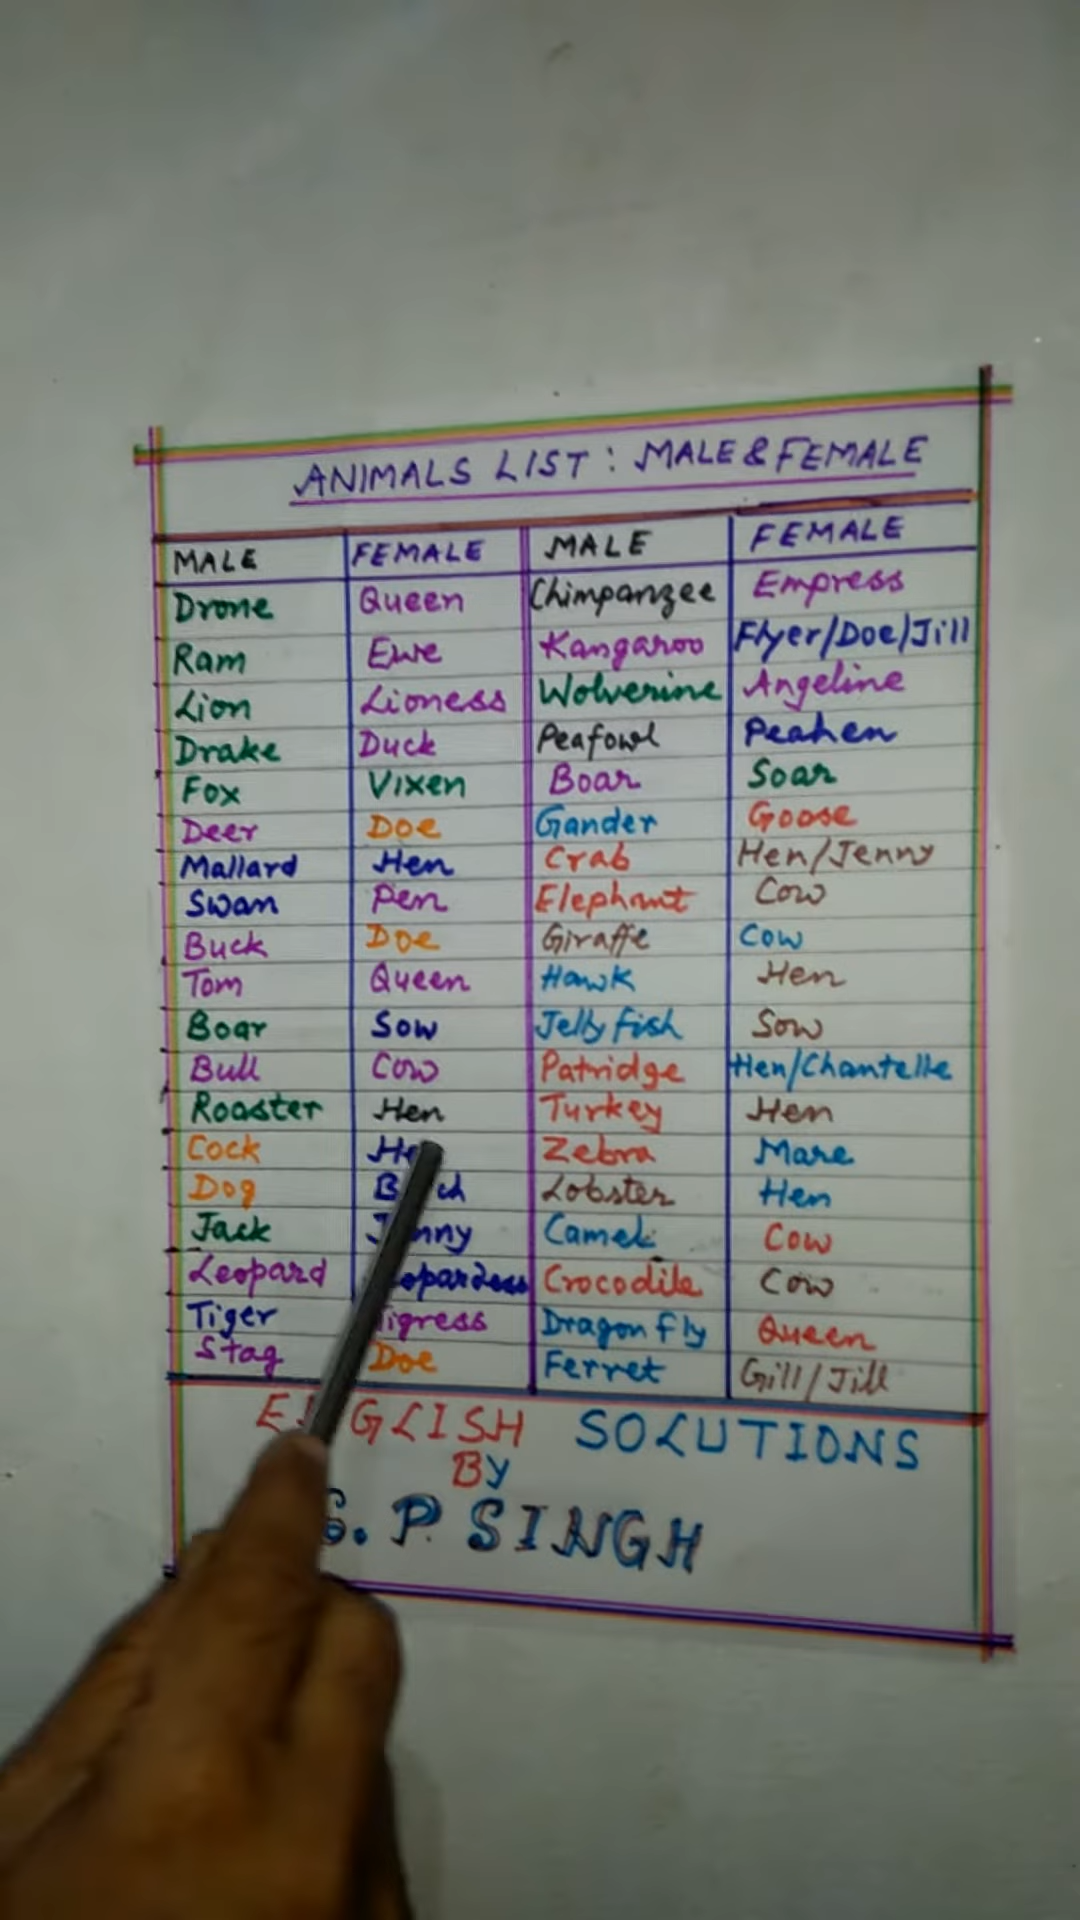 ANIMALS LIST: MALE & FEMALE
MALE FEMALE MALE FEMALE
Drone Queen Chimpanzee Empress
Ram Ewe Kangaroo Flyer/Doe/Jill
Lion Lioness Wolverine Angeline
Drake Duck Peafowl Peahen
Fox Vixen Boar Soar
Deer Doe Gander Goose
Mallard Hen Crab Hen/Jenny
Swan Pen Elephant Cow
Buck Doe Giraffe Cow
Tom Queen Hawk Hen
Boar Sow Jelly fish Sow
Bull Cow Patridge Hen/Chantelle
Roaster Hen Turkey Hen
Cock Zebra Mare
Dog Lobster Hen
Jack Camel Cow
Leopard Crocodile Cow
Tiger Tigress Dragon fly Queen
Stag Doe Ferret Gill/Jill
ENGLISH SOLUTIONS
BY
S. P. SINGH